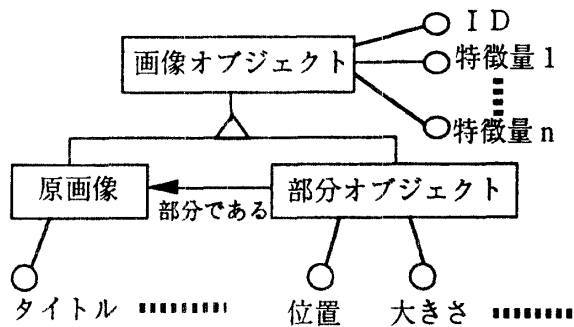 ＩＤ
画像オブジェクト
特徴量1
特徴量n
原画像
部分である
部分オブジェクト
タイトル
位置
大きさ